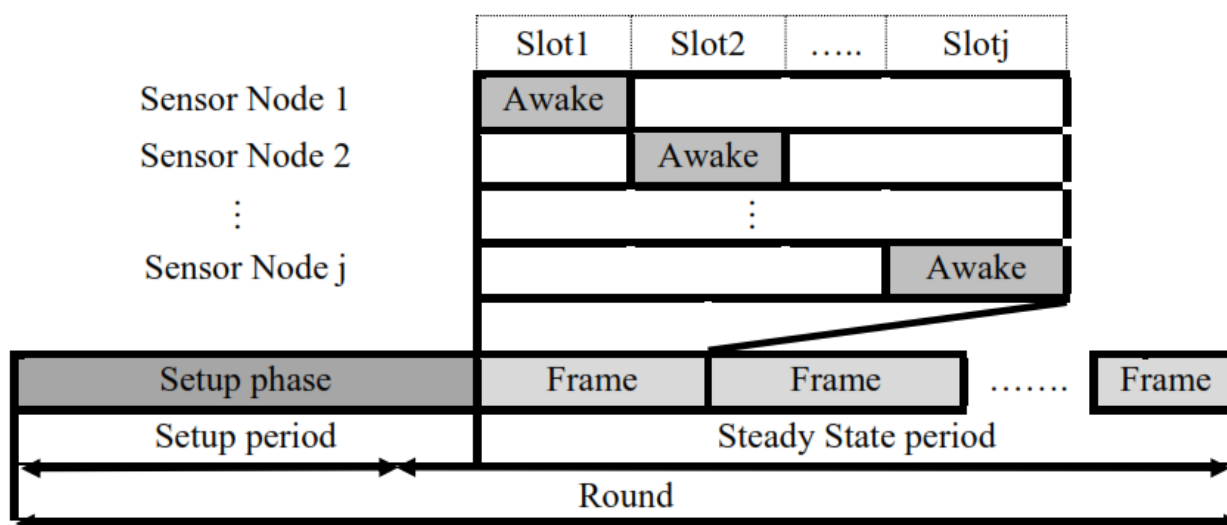 Slot1 Slot2 ..... Slotj
Sensor Node 1 Awake
Sensor Node 2 Awake
⋮ ⋮
Sensor Node j Awake
Setup phase Frame Frame ....... Frame
Setup period Steady State period
Round